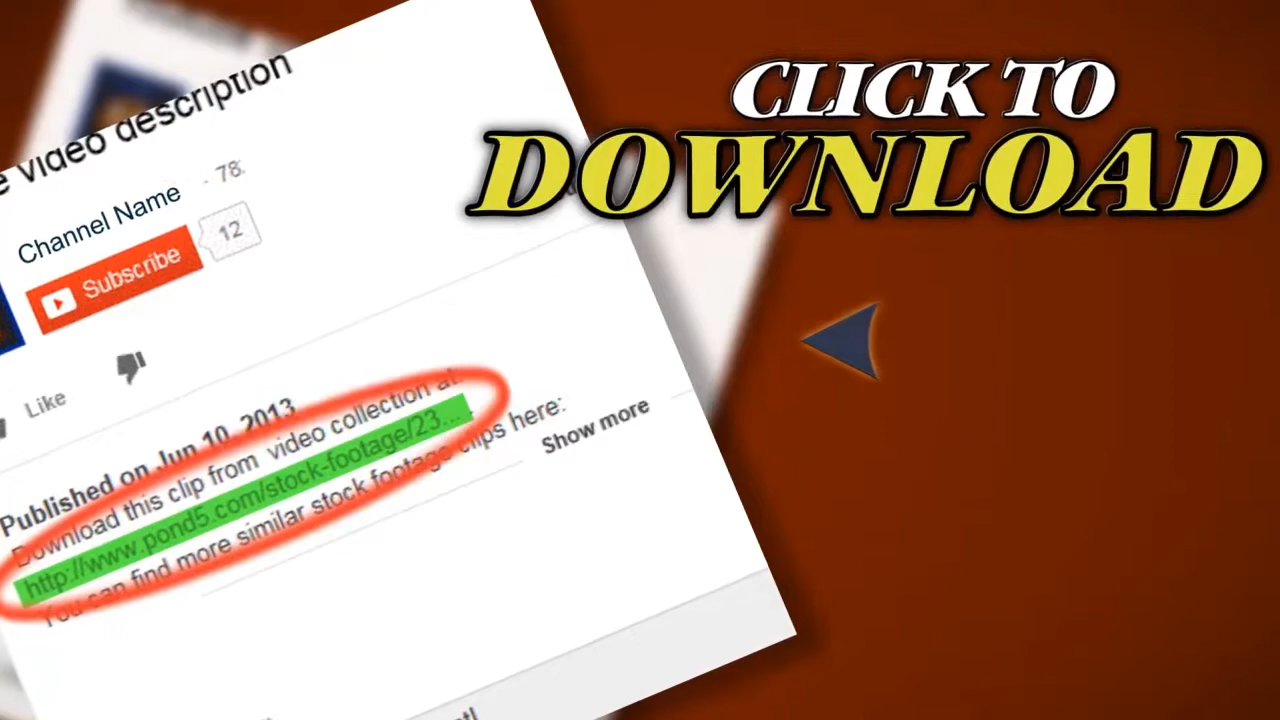 CLICK TO
DOWNLOAD
video description
Channel Name
Subscribe
12
Like
Published on Jun 10, 2013
Download this clip from video collection at
http://www.pond5.com/stock-footage/23...
You can find more similar stock footage clips here:
Show more